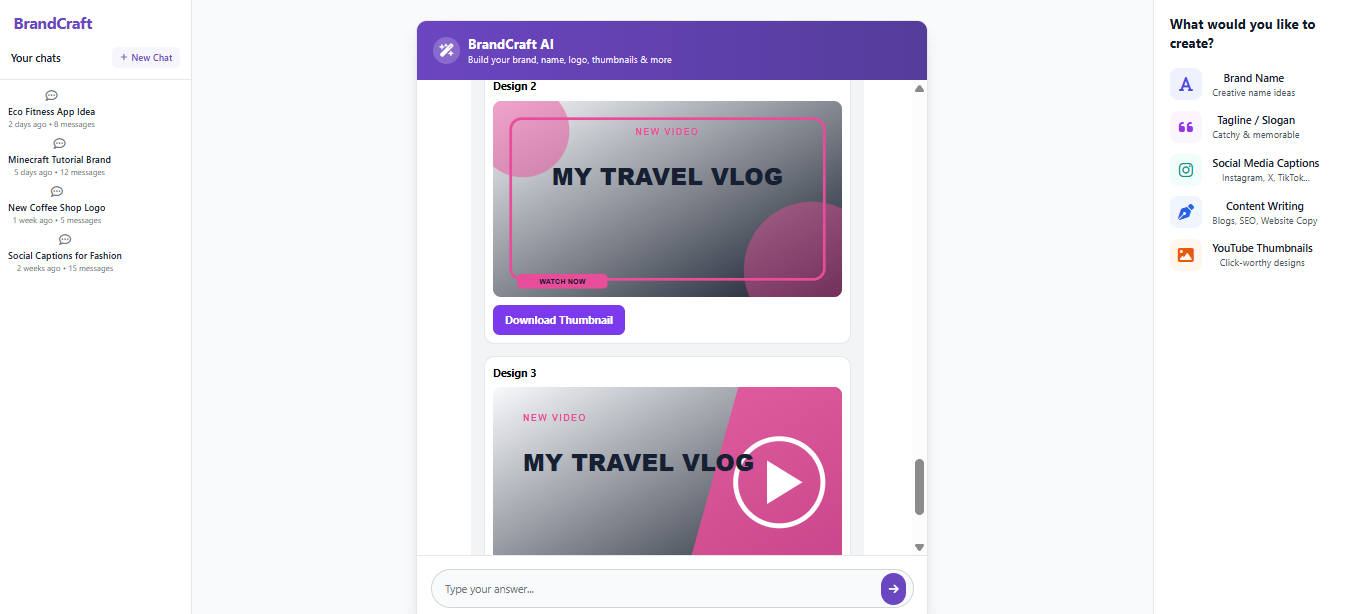 BrandCraft
Your chats
+ New Chat
Eco Fitness App Idea
2 days ago • 8 messages
Minecraft Tutorial Brand
5 days ago • 12 messages
New Coffee Shop Logo
1 week ago • 5 messages
Social Captions for Fashion
2 weeks ago • 15 messages
BrandCraft AI
Build your brand, name, logo, thumbnails & more
Design 2
NEW VIDEO
MY TRAVEL VLOG
WATCH NOW
Download Thumbnail
Design 3
NEW VIDEO
MY TRAVEL VLOG
Type your answer...
What would you like to
create?
A
Brand Name
Creative name ideas
Tagline / Slogan
Catchy & memorable
Social Media Captions
Instagram, X, TikTok...
Content Writing
Blogs, SEO, Website Copy
YouTube Thumbnails
Click-worthy designs